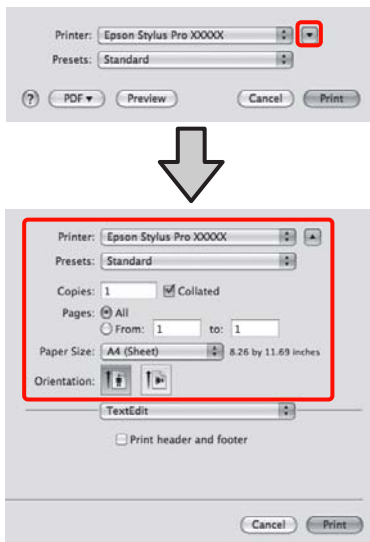 Printer: Epson Stylus Pro XXXXX
Presets: Standard
? PDF▼ Preview Cancel Print
Printer: Epson Stylus Pro XXXXX
Presets: Standard
Copies: 1 Collated
Pages: All
From: 1 to: 1
Paper Size: A4 (Sheet) 8.26 by 11.69 inches
Orientation:
TextEdit
Print header and footer
Cancel Print